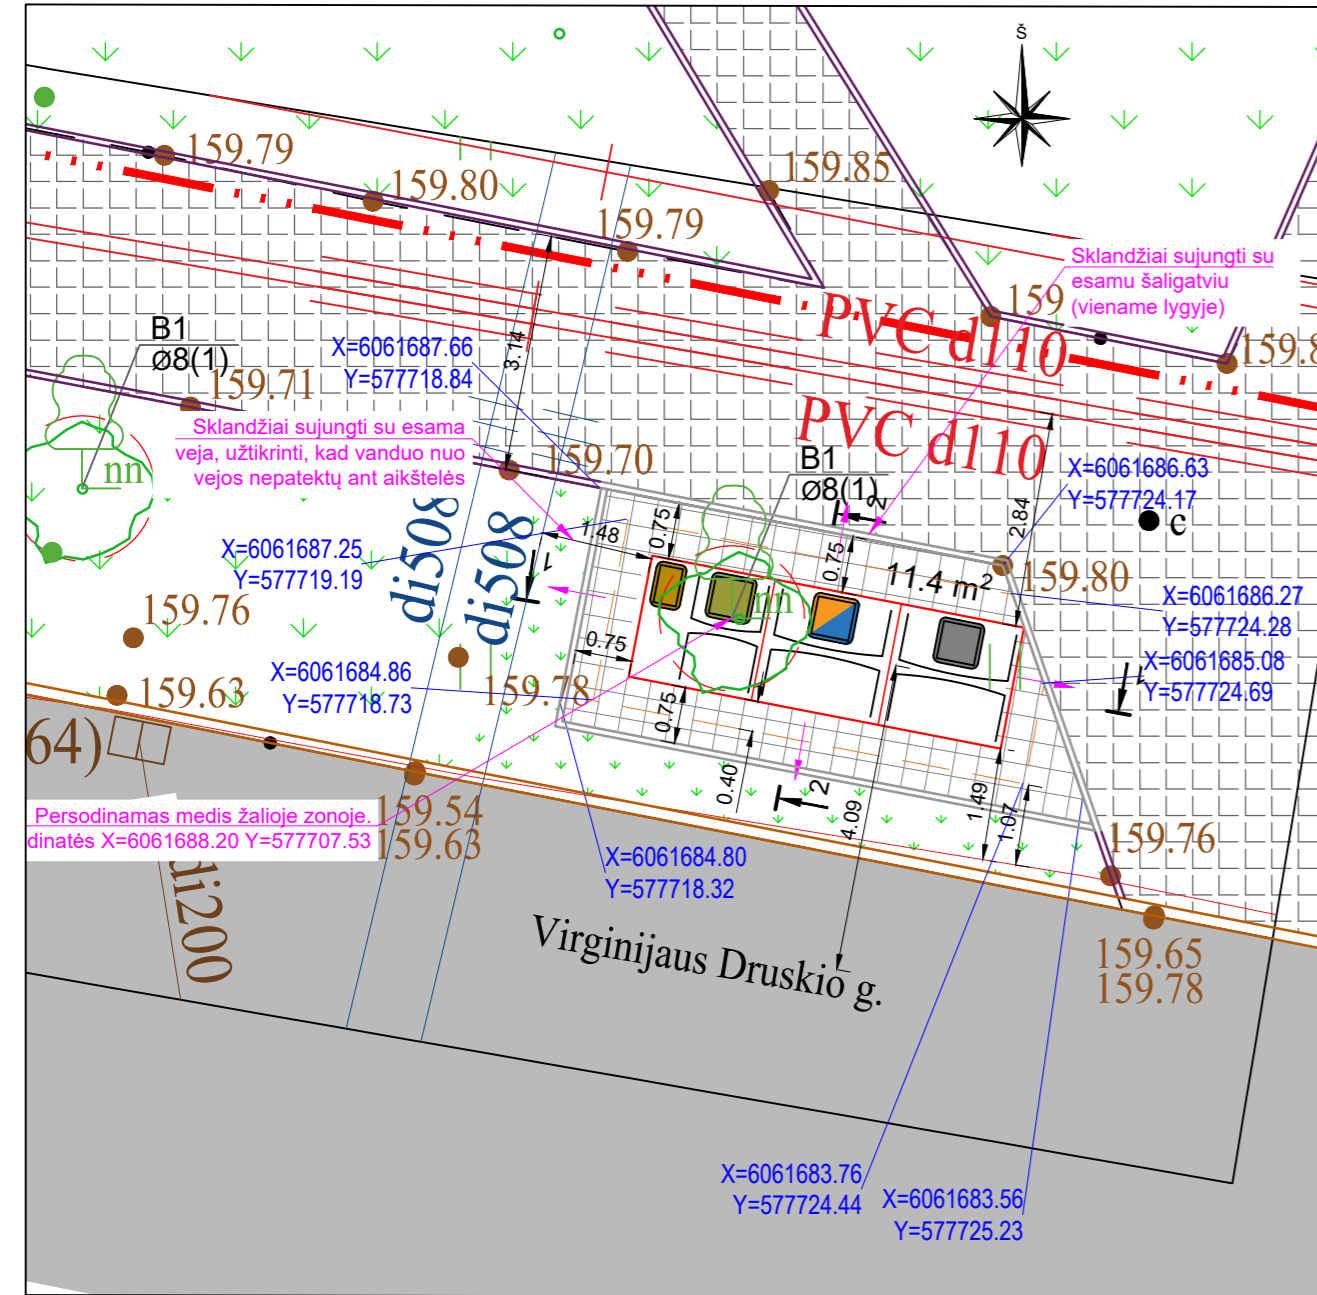 Š
159.79
159.80
159.79
159.85
Sklandžiai sujungti su
esamu šaligatviu
(viename lygyje)
159
159.8
PVC d110
PVC d110
B1
Ø8(1)
159.71
X=6061687.66
Y=577718.84
3.14
Sklandžiai sujungti su esama
veja, užtikrinti, kad vanduo nuo
vejos nepatektų ant aikštelės
nn
159.70
B1
Ø8(1)
2
X=6061686.63
Y=577724.17
c
2.84
di508
di508
1.48
0.75
0.75
11.4 m²
159.80
X=6061687.25
Y=577719.19
1
nn
X=6061686.27
Y=577724.28
159.76
0.75
X=6061685.08
Y=577724.69
1
X=6061684.86
Y=577718.73
159.63
159.78
0.75
64)
0.40
2
4.09
1.49
1.07
Persodinamas medis žalioje zonoje.
dinatės X=6061688.20 Y=577707.53
159.54
159.63
159.76
X=6061684.80
Y=577718.32
di200
Virginijaus Druskio g.
159.65
159.78
X=6061683.76
Y=577724.44
X=6061683.56
Y=577725.23